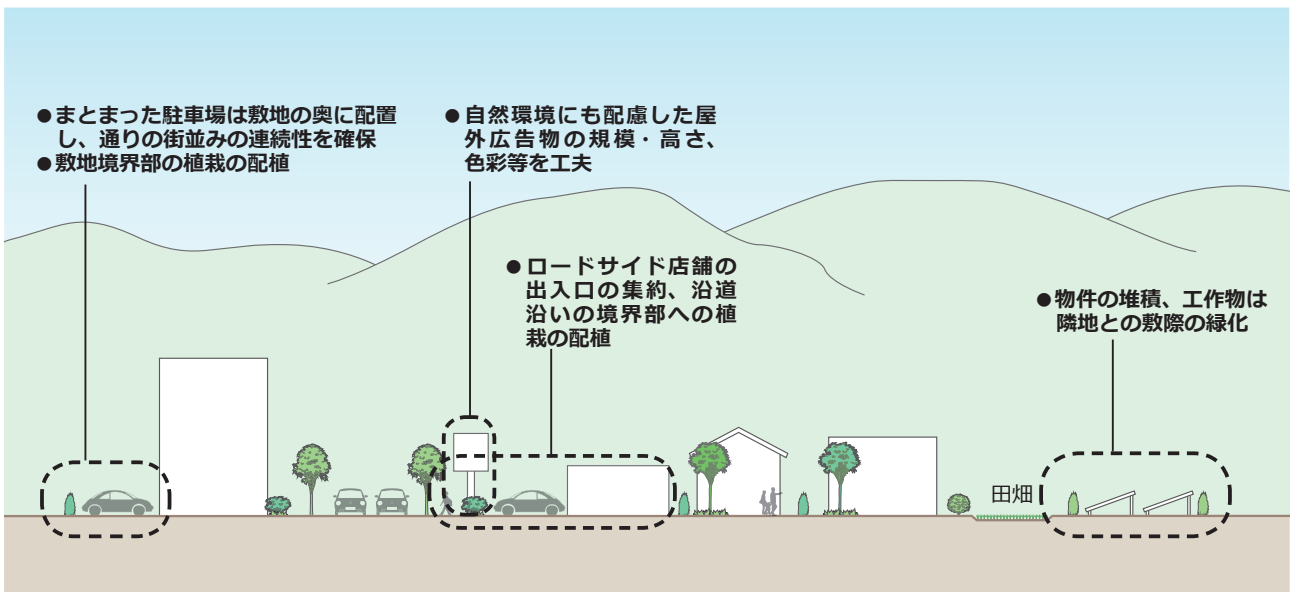 ●まとまった駐車場は敷地の奥に配置
し、通りの街並みの連続性を確保
●敷地境界部の植栽の配植
●自然環境にも配慮した屋
外広告物の規模・高さ、
色彩等を工夫
●ロードサイド店舗の
出入口の集約、沿道
沿いの境界部への植
栽の配植
●物件の堆積、工作物は
隣地との敷際の緑化
田畑